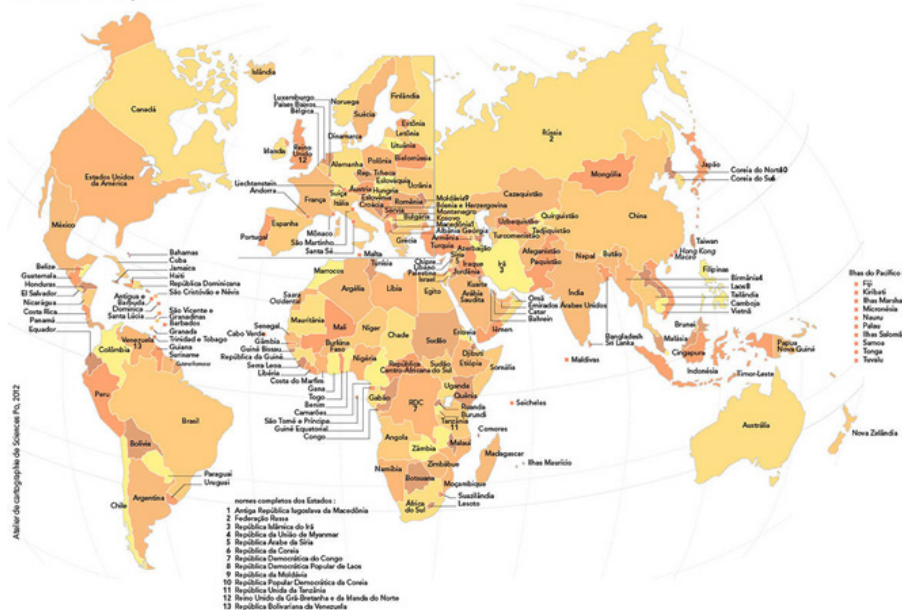 Islândia
Canadá
Estados Unidos
da América
México
Bahamas
Cuba
Jamaica
Haiti
República Dominicana
São Cristóvão e Névis
Belize
Guatemala
Honduras
El Salvador
Nicarágua
Costa Rica
Panamá
Equador
Antigua e
Barbuda
Dominica
Santa Lúcia
São Vicente e
Granadinas
Barbados
Granada
Trinidad e Tobago
Guiana
Suriname
Colômbia
Venezuela
13
Peru
Brasil
Bolívia
Paraguai
Uruguai
Argentina
Chile
Luxemburgo
Países Baixos
Bélgica
Noruega
Suécia
Finlândia
Dinamarca
Estônia
Letônia
Lituânia
Irlanda
Reino
Unido
12
Alemanha
Polônia
Bielorrússia
Rep. Tcheca
Eslováquia
Ucrânia
Liechtenstein
Andorra
Suíça
Áustria
Hungria
França
Eslovênia
România
Itália
Croácia
Sérvia
Bulgária
Espanha
Portugal
Mônaco
São Martinho
Santa Sé
Grécia
Malta
Moldávia9
Bósnia e Herzegovina
Montenegro
Kosovo
Macedônia1
Albânia
Geórgia
Armênia
Turquia
Azerbaijão
Chipre
Síria
5
Líbano
Palestina
Israel
Iraque
Jordânia
Irã
3
Kuaite
Arábia
Saudita
Omã
Emirados Árabes Unidos
Catar
Bahrein
Iêmen
Rússia
2
Cazaquistão
Uzbequistão
Quirguistão
Turcomenistão
Tadjiquistão
Afeganistão
Paquistão
Mongólia
China
Nepal
Butão
Índia
Bangladesh
Sri Lanka
Maldivas
Japão
Coreia do Norte10
Coreia do Sul6
Taiwan
Hong Kong
Macao
Filipinas
Birmânia4
Laos8
Tailândia
Camboja
Vietnã
Brunei
Malásia
Cingapura
Indonésia
Timor-Leste
Papua
Nova Guiné
Austrália
Nova Zelândia
Ilhas do Pacífico
Fiji
Kiribati
Ilhas Marshall
Micronésia
Nauru
Palau
Ilhas Salomão
Samoa
Tonga
Tuvalu
Marrocos
Tunísia
Argélia
Líbia
Egito
Saara
Ocidental
Mauritânia
Mali
Níger
Chade
Sudão
Eritreia
Djibuti
Etiópia
Somália
Senegal
Cabo Verde
Gâmbia
Guiné Bissau
República da Guiné
Serra Leoa
Libéria
Burkina
Faso
Nigéria
Costa do Marfim
Gana
Togo
Benim
Camarões
São Tomé e Príncipe
Guiné Equatorial
Congo
Gabão
República
Centro-Africana
Sudão
do Sul
Uganda
Quênia
RDC
7
Ruanda
Burundi
Tanzânia
11
Seicheles
Comores
Angola
Zâmbia
Malaui
Madagascar
Ilhas Maurício
Namíbia
Zimbábue
Botsuana
Moçambique
Suazilândia
Lesoto
África
do Sul
Atelier de cartographie de Sciences Po, 2012
nomes completos dos Estados :
1 Antiga República Iugoslava da Macedônia
2 Federação Russa
3 República Islâmica do Irã
4 República da União de Myanmar
5 República Árabe da Síria
6 República da Coreia
7 República Democrática do Congo
8 República Democrática Popular de Laos
9 República da Moldávia
10 República Popular Democrática da Coreia
11 República Unida da Tanzânia
12 Reino Unido da Grã-Bretanha e da Irlanda do Norte
13 República Bolivariana da Venezuela